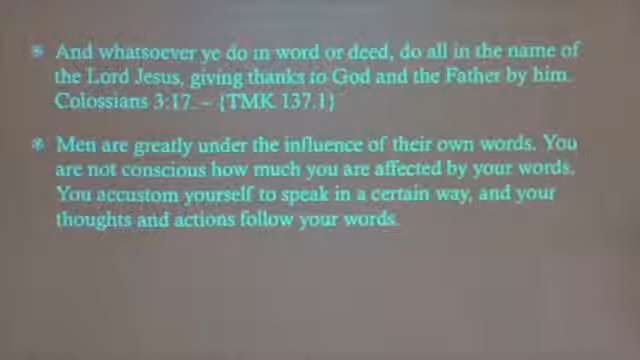 And whatsoever ye do in word or deed, do all in the name of
the Lord Jesus, giving thanks to God and the Father by him.
Colossians 3:17. – {TMK 137.1}
Men are greatly under the influence of their own words. You
are not conscious how much you are affected by your words.
You accustom yourself to speak in a certain way, and your
thoughts and actions follow your words.